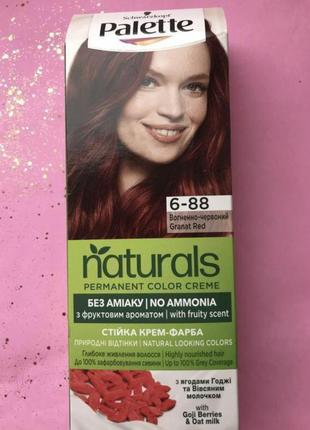 Schwarzkopf
Palette
6-88
Вогненно-червоний
Granat Red
naturals
PERMANENT COLOR CREME
БЕЗ АМІАКУ | NO AMMONIA
з фруктовим ароматом | with fruity scent
СТІЙКА КРЕМ-ФАРБА
ПРИРОДНІ ВІДТІНКИ | NATURAL LOOKING COLORS
Глибоке живлення волосся | Highly nourished hair
До 100% зафарбовування сивини | Up to 100% Grey Coverage
з ягодами Годжі
та Вівсяним
молочком
with
Goji Berries
& Oat milk